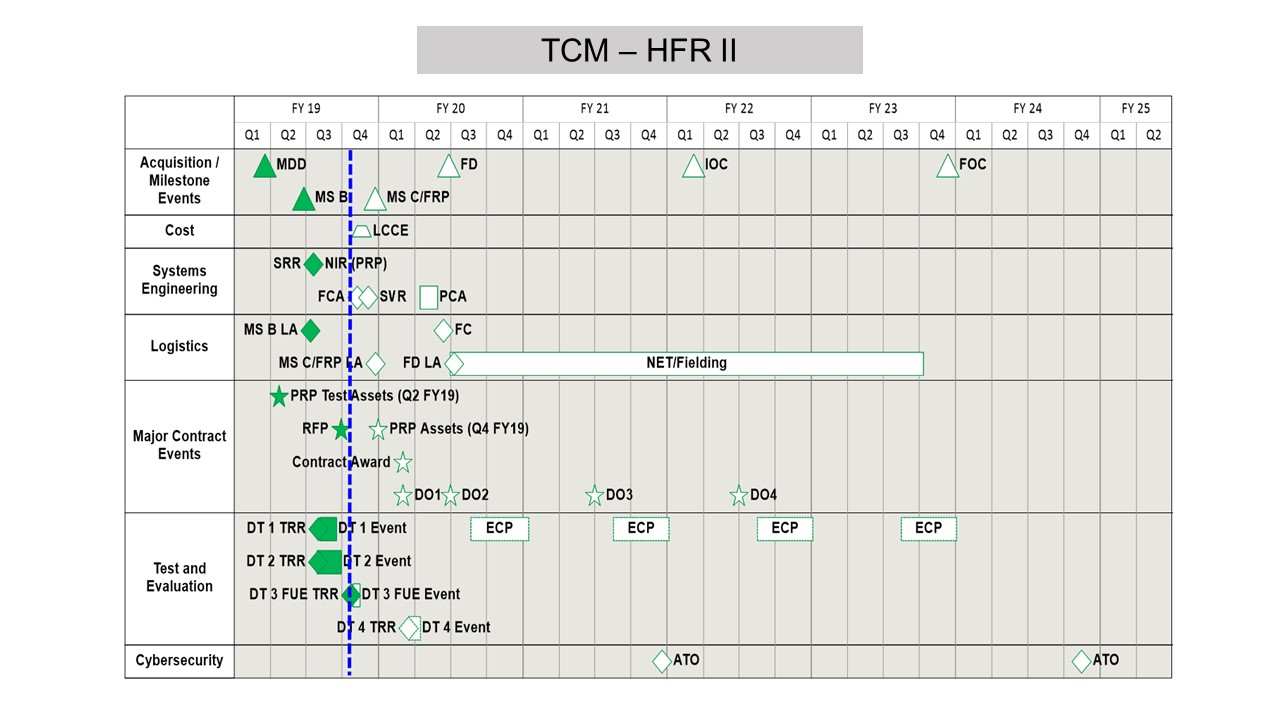 TCM – HFR II
FY 19 FY 20 FY 21 FY 22 FY 23 FY 24 FY 25
Q1 Q2 Q3 Q4 Q1 Q2 Q3 Q4 Q1 Q2 Q3 Q4 Q1 Q2 Q3 Q4 Q1 Q2 Q3 Q4 Q1 Q2 Q3 Q4 Q1 Q2
Acquisition /
Milestone
Events
MDD FD IOC FOC
MS B MS C/FRP
Cost
LCCE
Systems
Engineering
SRR NIR (PRP)
FCA SVR PCA
Logistics
MS B LA FC
MS C/FRP LA FD LA NET/Fielding
Major Contract
Events
PRP Test Assets (Q2 FY19)
RFP PRP Assets (Q4 FY19)
Contract Award
DO1 DO2 DO3 DO4
Test and
Evaluation
DT 1 TRR DT 1 Event ECP ECP ECP ECP
DT 2 TRR DT 2 Event
DT 3 FUE TRR DT 3 FUE Event
DT 4 TRR DT 4 Event
Cybersecurity
ATO ATO